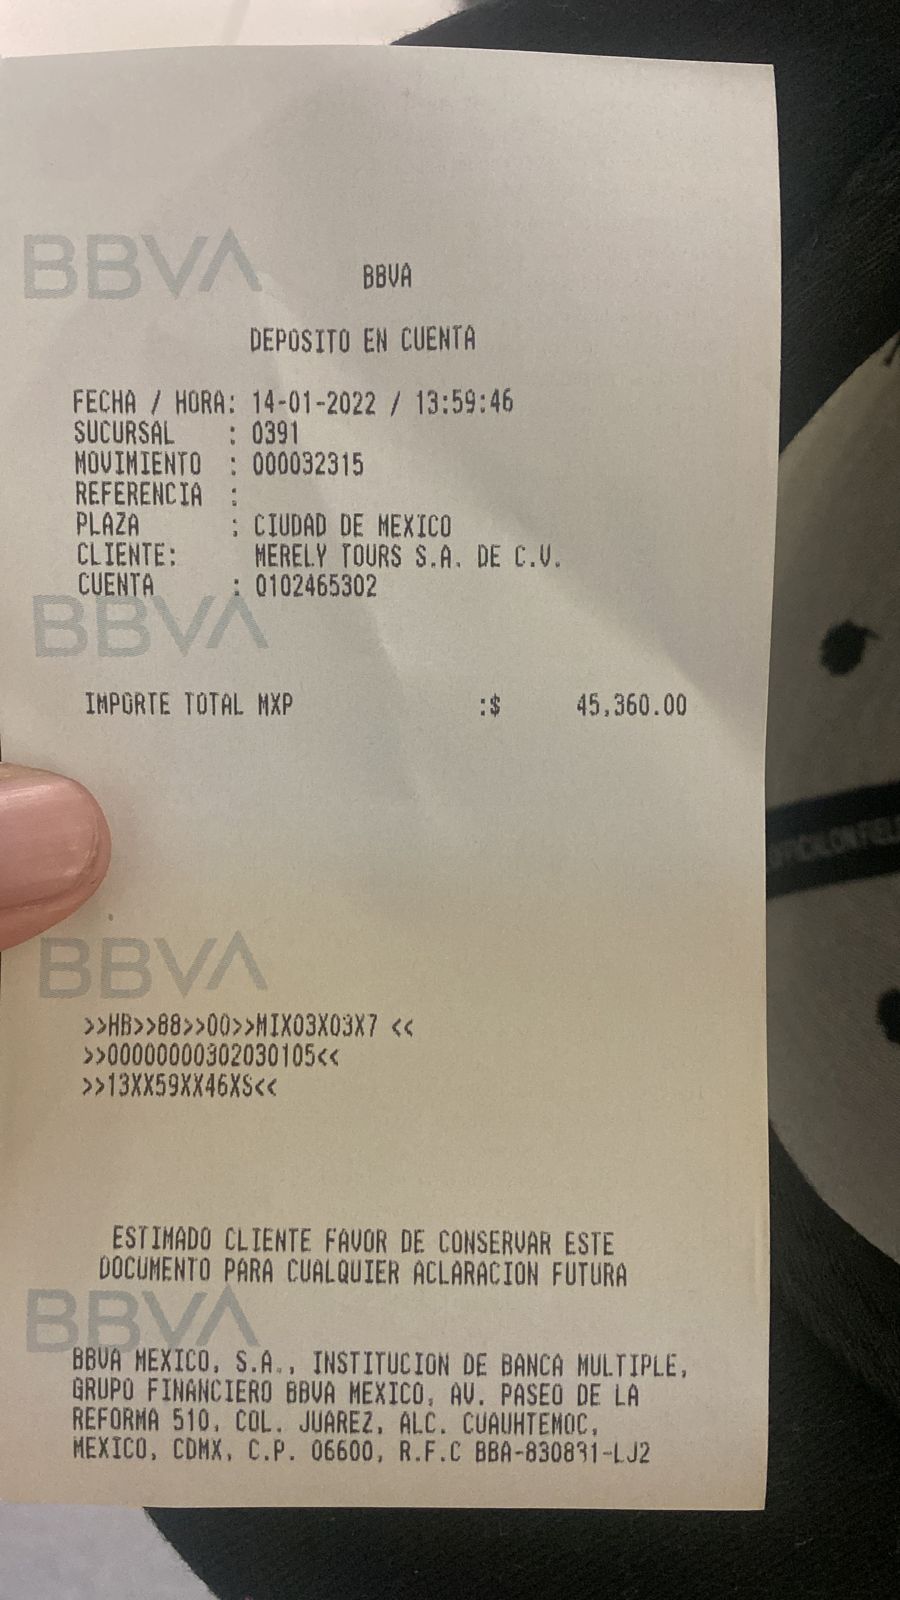 BBVA
BBVA
DEPOSITO EN CUENTA
FECHA / HORA: 14-01-2022 / 13:59:46
SUCURSAL : 0391
MOVIMIENTO : 000032315
REFERENCIA :
PLAZA : CIUDAD DE MEXICO
CLIENTE: MERELY TOURS S.A. DE C.V.
CUENTA : 0102465302
BBVA
IMPORTE TOTAL MXP :$ 45,360.00
BBVA
>>HB>>88>>00>>MIX03X03X7 <<
>>00000000302030105<<
>>13XX59XX46XS<<
ESTIMADO CLIENTE FAVOR DE CONSERVAR ESTE
DOCUMENTO PARA CUALQUIER ACLARACION FUTURA
BBVA
BBVA MEXICO, S.A., INSTITUCION DE BANCA MULTIPLE,
GRUPO FINANCIERO BBVA MEXICO, AV. PASEO DE LA
REFORMA 510, COL. JUAREZ, ALC. CUAUHTEMOC,
MEXICO, CDMX, C.P. 06600, R.F.C BBA-830831-LJ2